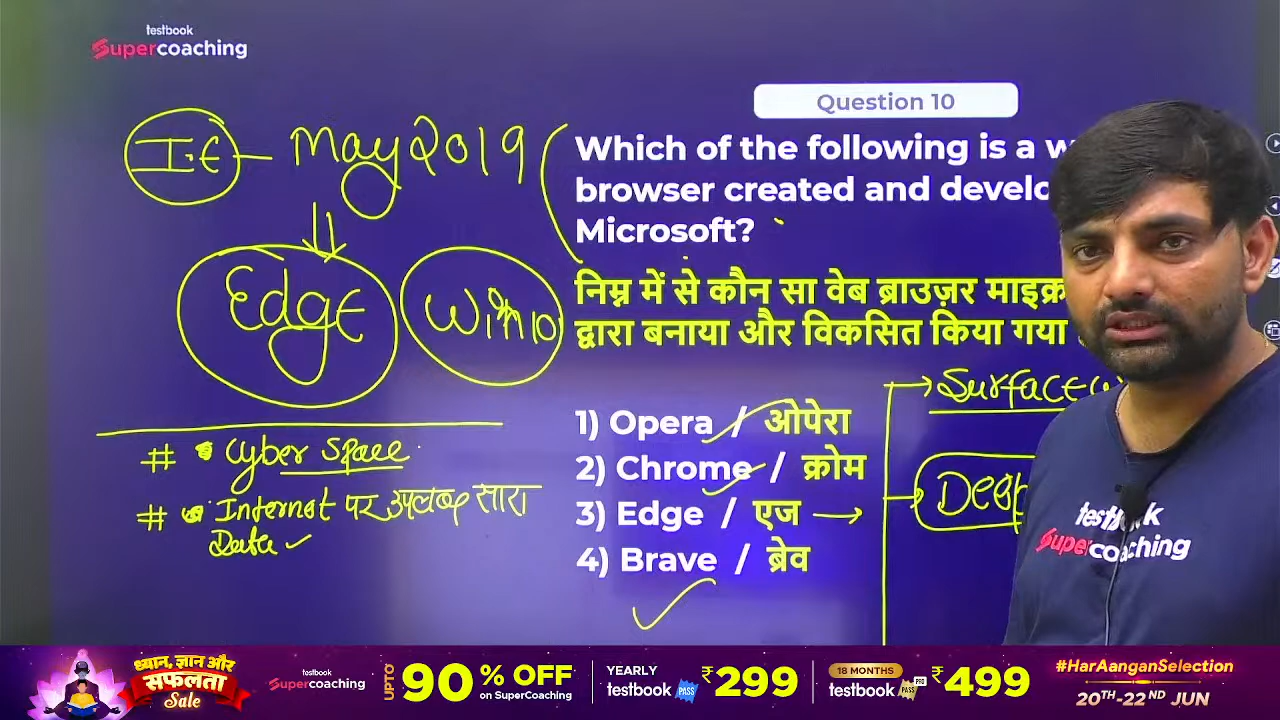 testbook
Supercoaching
Question 10
I.E - May 2019
Which of the following is a w
browser created and develo
Microsoft?
Edge
Win 10
निम्न में से कौन सा वेब ब्राउज़र माइक्र
द्वारा बनाया और विकसित किया गया
Surface
1) Opera / ओपेरा
2) Chrome / क्रोम
3) Edge / एज →
4) Brave / ब्रेव
Deep
# Cyber Space
# Internet पर उपलब्ध सारा
Data
testbook
Supercoaching
ध्यान, ज्ञान और
सफलता
Sale
testbook
Supercoaching
UPTO 90% OFF
on SuperCoaching
YEARLY
testbook PASS ₹299
18 MONTHS
testbook PASS PRO ₹499
#HarAanganSelection
20TH-22ND JUN